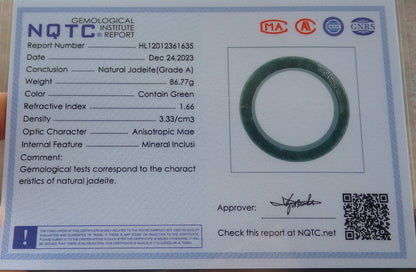 NQTC® GEMOLOGICAL INSTITUTE REPORT
Report Number HL12012361635
Date Dec 24.2023
Conclusion Natural Jadeite(Grade A)
Weight 86.77g
Color Contain Green
Refractive Index 1.66
Density 3.33/cm3
Optic Character Anisotropic Mae
Internal Feature Mineral Inclusi
Comment:
Gemological tests correspond to the charact
eristics of natural jadeite.
MA
GNRS
Approver:
Check this report at NQTC.net